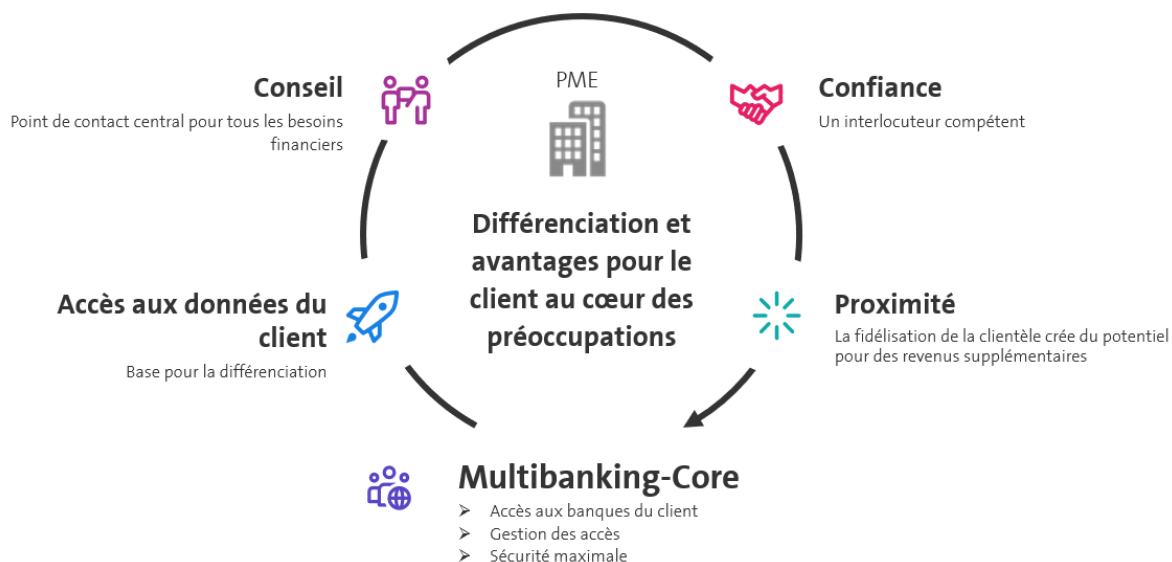 PME
Différenciation et
avantages pour le
client au cœur des
préoccupations
Conseil
Point de contact central pour tous les besoins
financiers
Confiance
Un interlocuteur compétent
Accès aux données du
client
Base pour la différenciation
Proximité
La fidélisation de la clientèle crée du potentiel
pour des revenus supplémentaires
Multibanking-Core
➢ Accès aux banques du client
➢ Gestion des accès
➢ Sécurité maximale